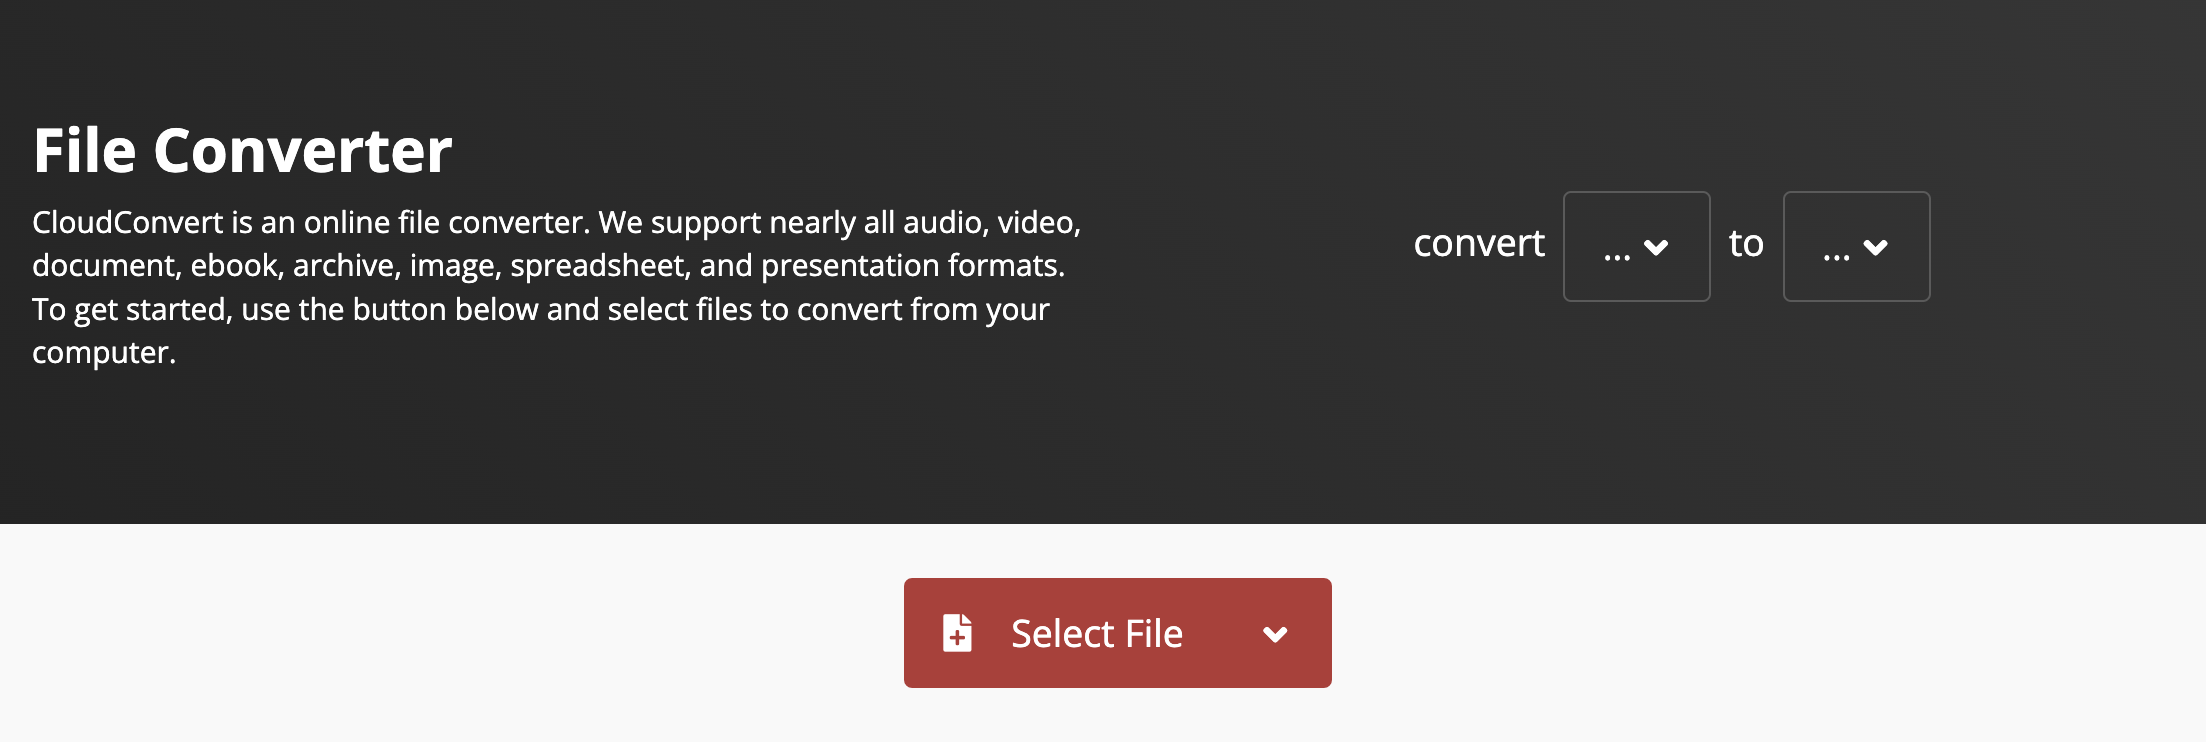 File Converter
CloudConvert is an online file converter. We support nearly all audio, video,
document, ebook, archive, image, spreadsheet, and presentation formats.
To get started, use the button below and select files to convert from your
computer.
convert ... to ...
Select File